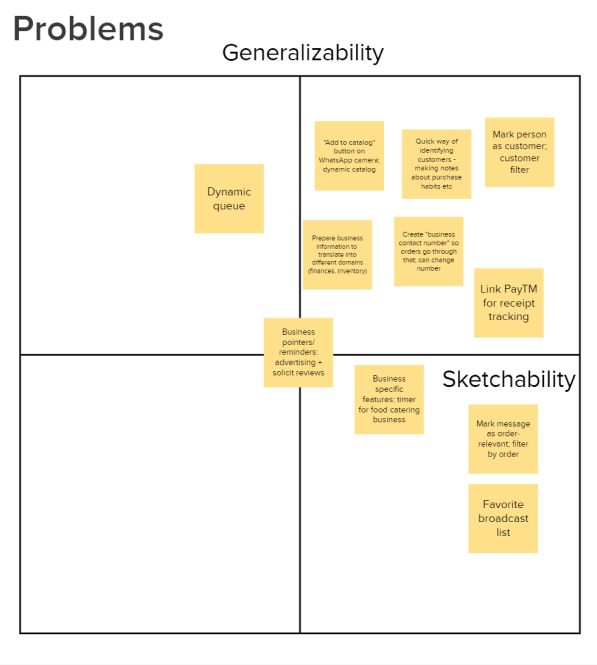 Problems
Generalizability
"Add to catalog"
button on
WhatsApp camera;
dynamic catalog
Quick way of
identifying
customers -
making notes
about purchase
habits etc
Mark person
as customer;
customer
filter
Dynamic
queue
Prepare business
information to
translate into
different domains
(finances, inventory)
Create "business
contact number" so
orders go through
that; can change
number
Link PayTM
for receipt
tracking
Business
pointers/
reminders:
advertising +
solicit reviews
Sketchability
Business
specific
features: timer
for food catering
business
Mark message
as order-
relevant; filter
by order
Favorite
broadcast
list